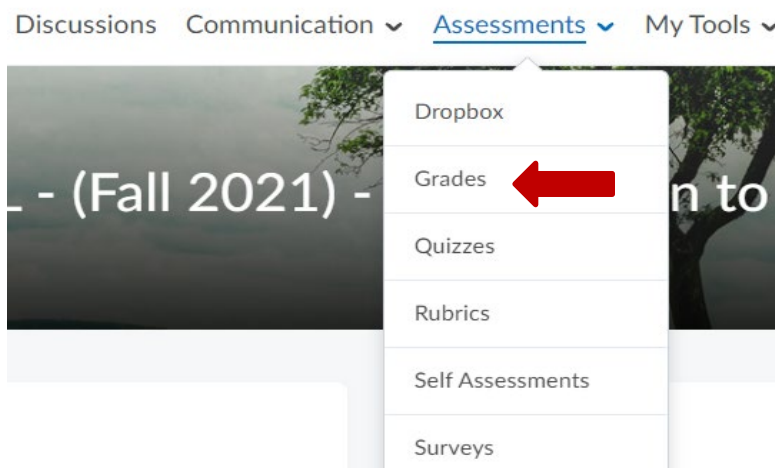 Discussions Communication Assessments My Tools
Dropbox
Grades
- (Fall 2021) - n to
Quizzes
Rubrics
Self Assessments
Surveys